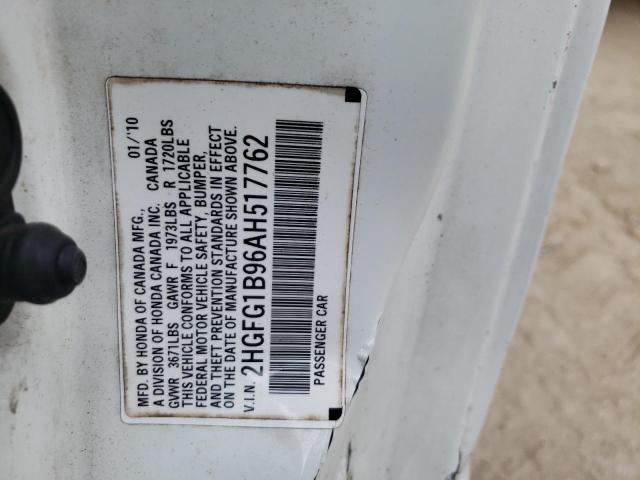 MFD. BY HONDA OF CANADA MFG., 01/'10
A DIVISION OF HONDA CANADA INC. CANADA
GVWR 3671LBS GAWR F 1973LBS R 1720LBS
THIS VEHICLE CONFORMS TO ALL APPLICABLE
FEDERAL MOTOR VEHICLE SAFETY, BUMPER,
AND THEFT PREVENTION STANDARDS IN EFFECT
ON THE DATE OF MANUFACTURE SHOWN ABOVE.
V.I.N. 2HGFG1B96AH517762
PASSENGER CAR